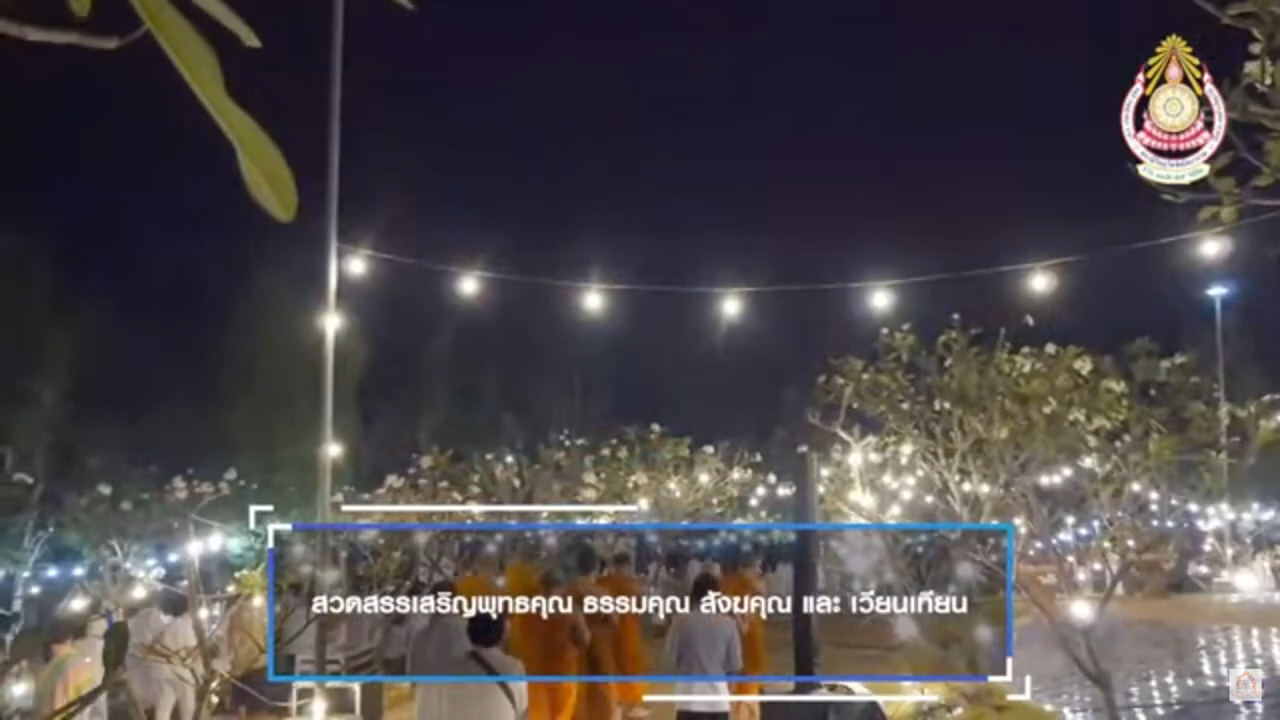 สวดสรรเสริญพุทธคุณ ธรรมคุณ สังฆคุณ และ เวียนเทียน